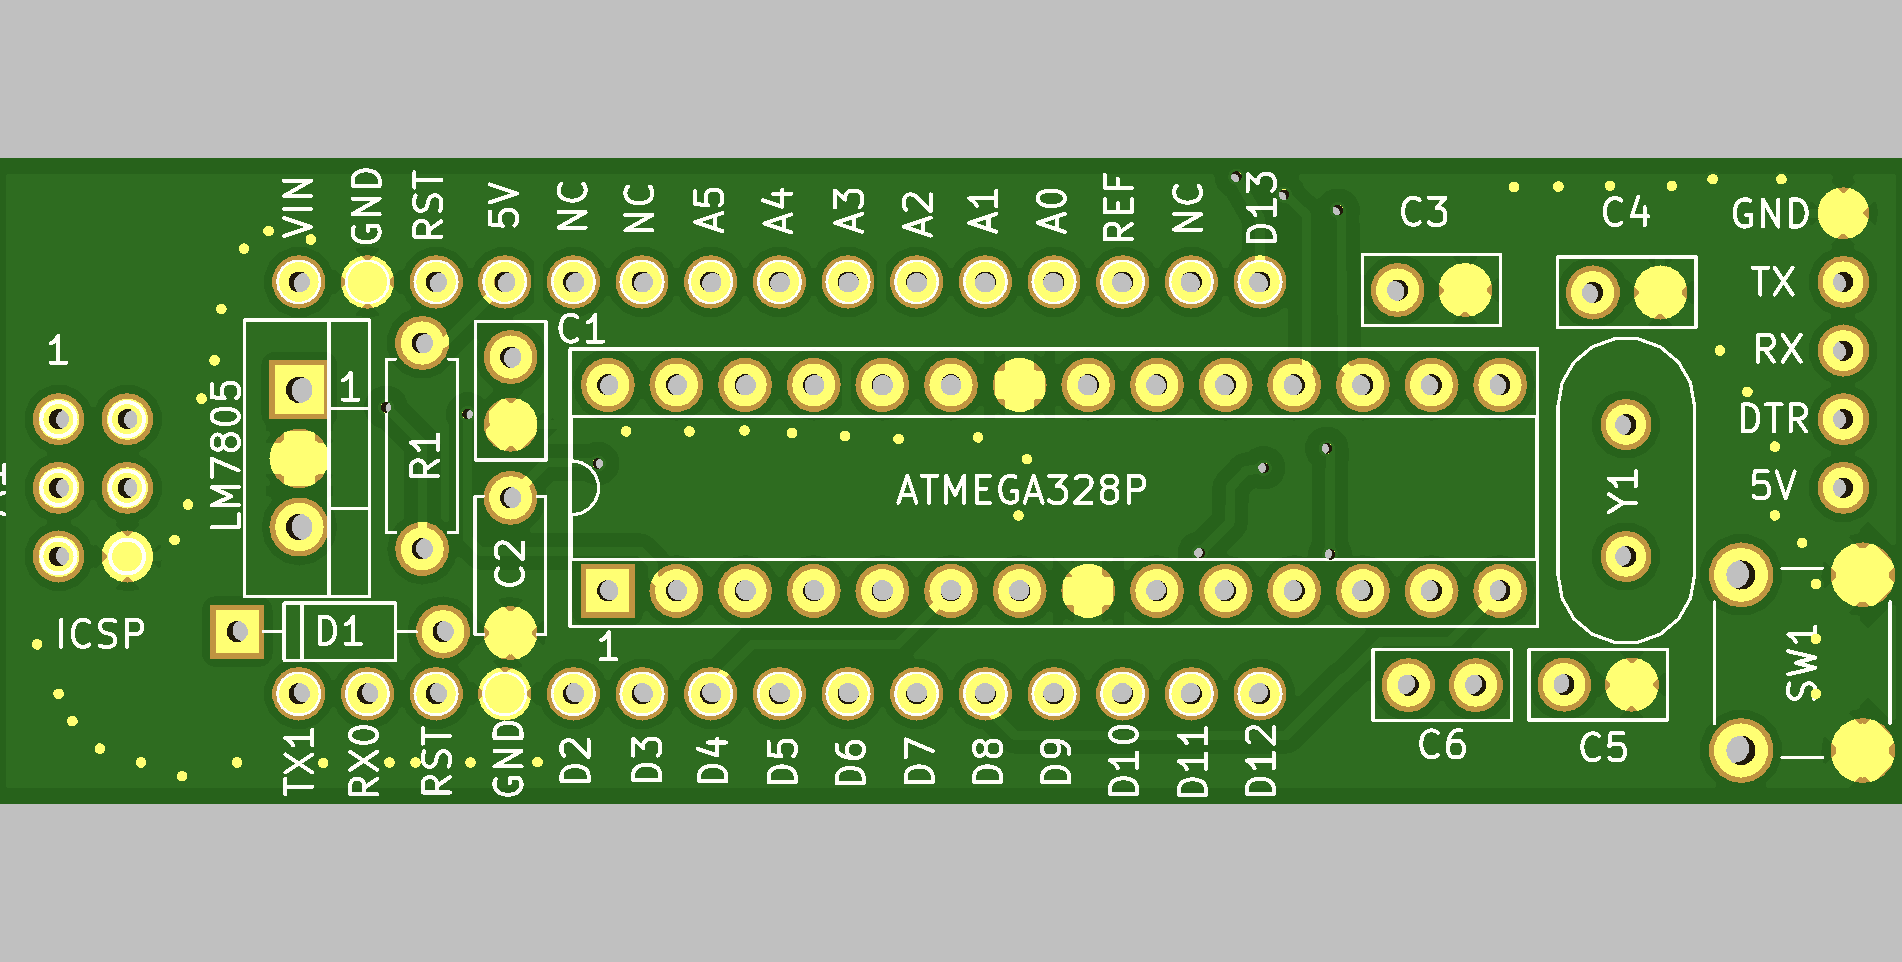 VIN GND RST 5V NC NC A5 A4 A3 A2 A1 A0 REF NC D13
C3
C4
GND
TX
RX
DTR
5V
C1
1
1
LM7805
R1
ATMEGA328P
Y1
C2
ICSP
D1
1
SW1
C6
C5
TX1 RX0 RST GND D2 D3 D4 D5 D6 D7 D8 D9 D10 D11 D12